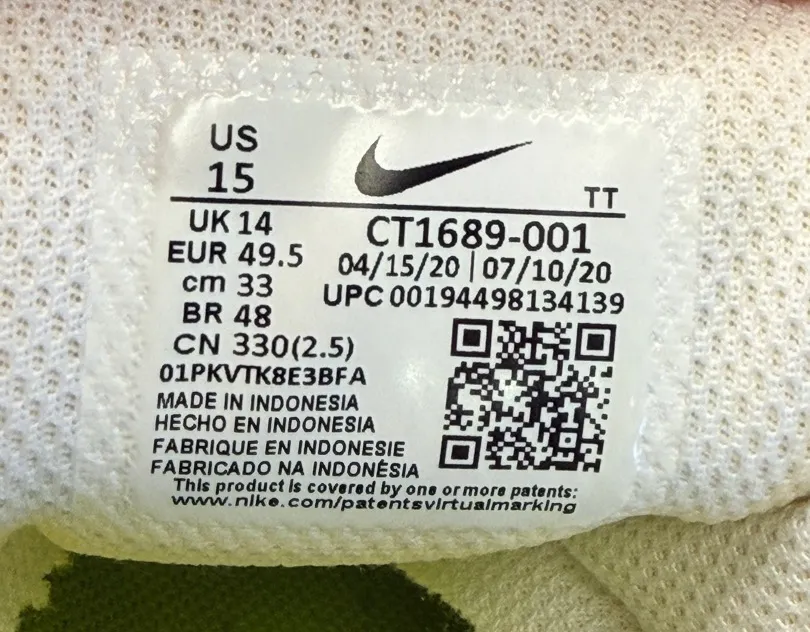 US
15
TT
UK 14
EUR 49.5
cm 33
BR 48
CN 330(2.5)
CT1689-001
04/15/20 | 07/10/20
UPC 00194498134139
01PKVTK8E3BFA
MADE IN INDONESIA
HECHO EN INDONESIA
FABRIQUE EN INDONESIE
FABRICADO NA INDONÉSIA
This product is covered by one or more patents:
www.nike.com/patentsvirtualmarking